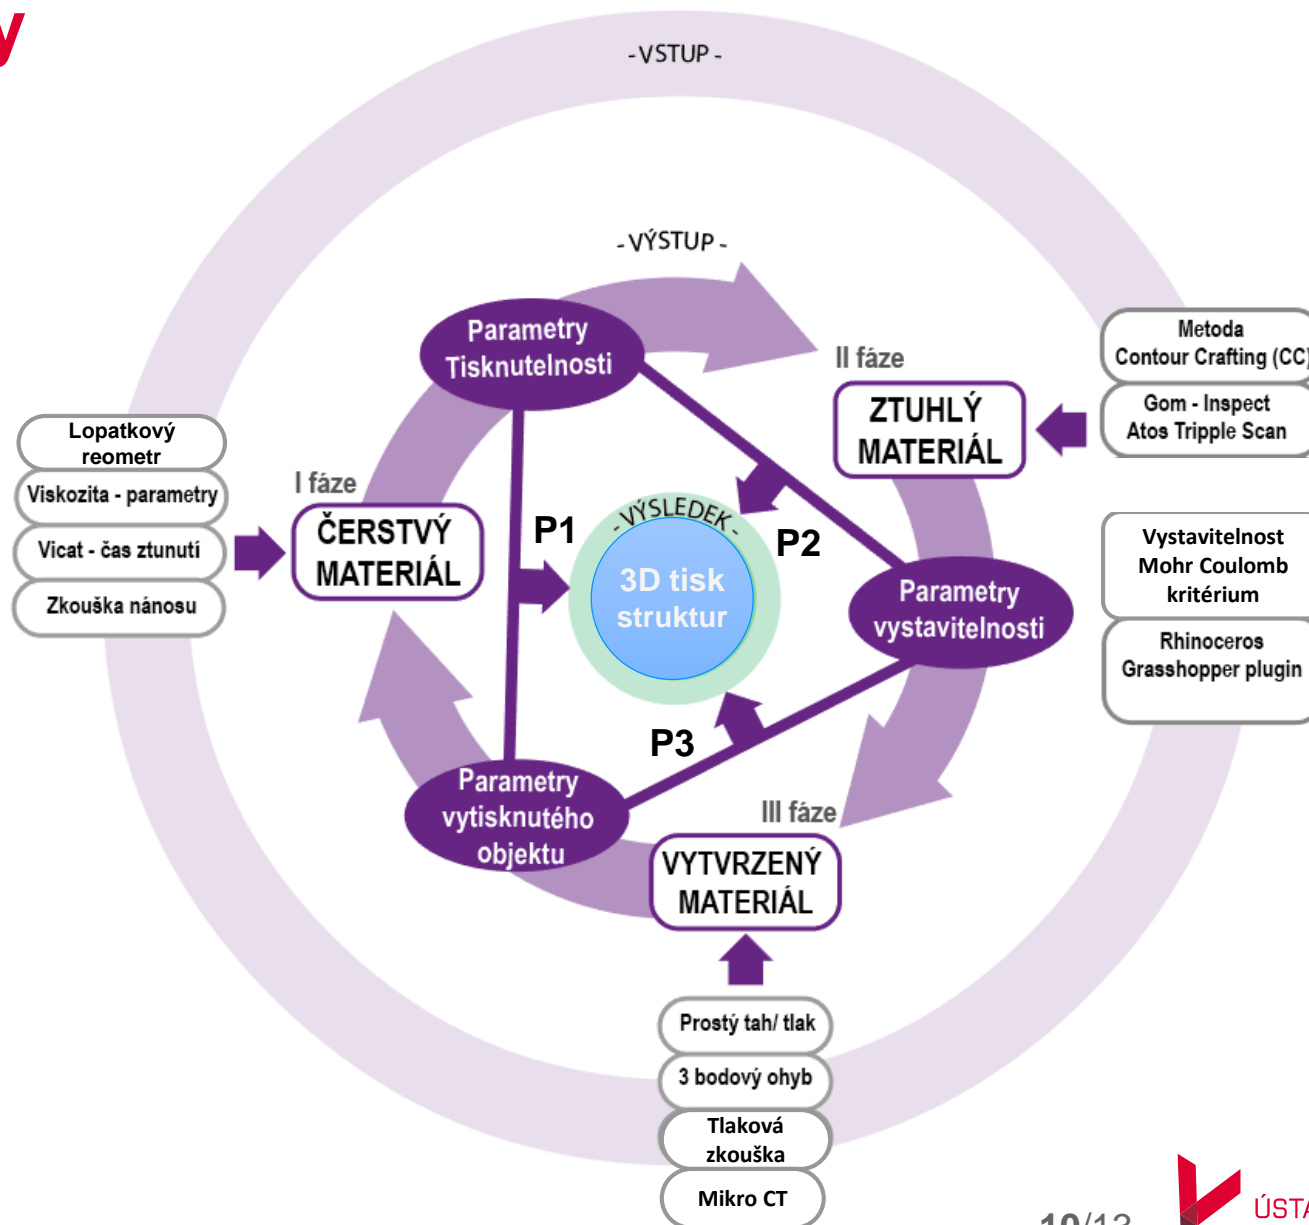 y
- VSTUP -
- VÝSTUP -
Parametry
Tisknutelnosti
II fáze
ZTUHLÝ
MATERIÁL
Metoda
Contour Crafting (CC)
Gom - Inspect
Atos Tripple Scan
Lopatkový
reometr
Viskozita - parametry
Vicat - čas ztunutí
Zkouška nánosu
I fáze
ČERSTVÝ
MATERIÁL
P1
- VÝSLEDEK -
3D tisk
struktur
P2
Parametry
vystavitelnosti
Vystavitelnost
Mohr Coulomb
kritérium
Rhinoceros
Grasshopper plugin
P3
Parametry
vytisknutého
objektu
III fáze
VYTVRZENÝ
MATERIÁL
Prostý tah/ tlak
3 bodový ohyb
Tlaková
zkouška
Mikro CT
10/13
ÚSTA